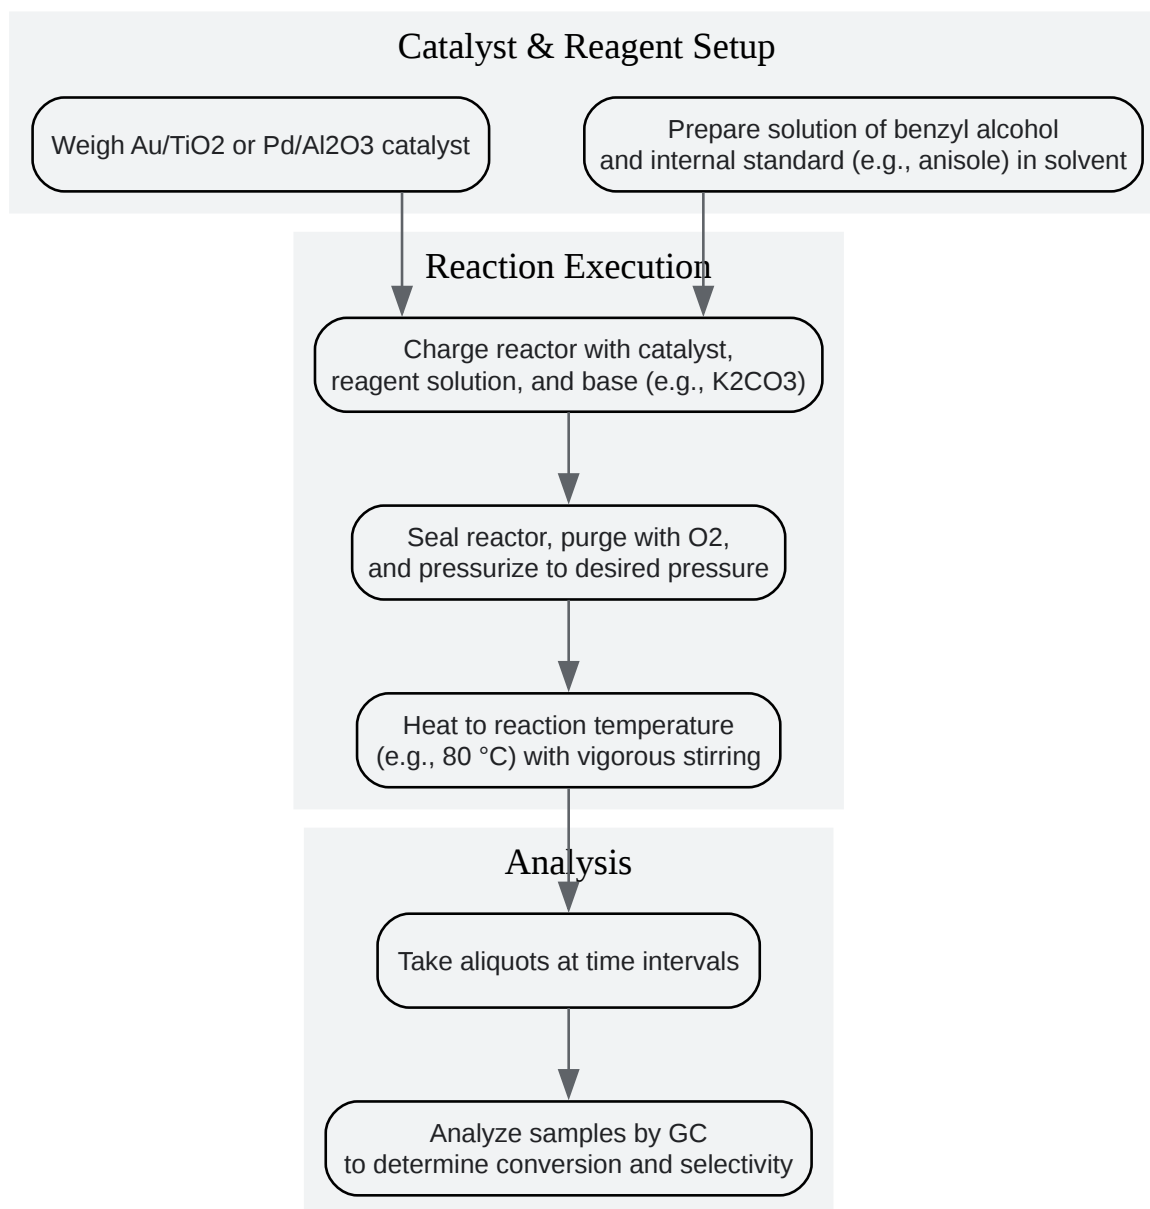 Catalyst & Reagent Setup
Weigh Au/TiO2 or Pd/Al2O3 catalyst
Prepare solution of benzyl alcohol
and internal standard (e.g., anisole) in solvent
Reaction Execution
Charge reactor with catalyst,
reagent solution, and base (e.g., K2CO3)
Seal reactor, purge with O2,
and pressurize to desired pressure
Heat to reaction temperature
(e.g., 80 °C) with vigorous stirring
Analysis
Take aliquots at time intervals
Analyze samples by GC
to determine conversion and selectivity